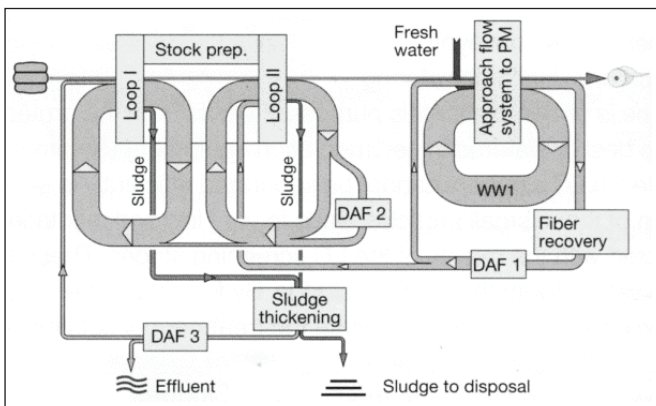 Stock prep.
Loop I
Loop II
Fresh
water
Approach flow
system to PM
Sludge
Sludge
DAF 2
WW1
Fiber
recovery
DAF 1
Sludge
thickening
DAF 3
Effluent
Sludge to disposal